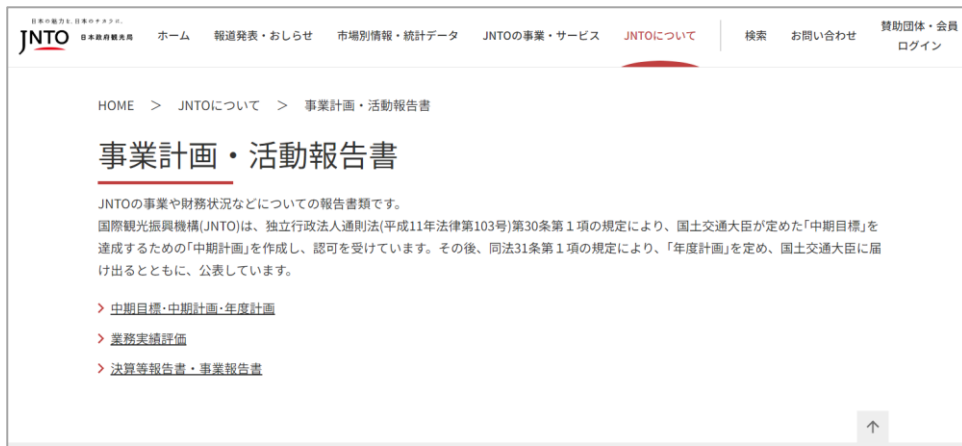 日本の魅力を、日本のチカラに。
JNTO 日本政府観光局
ホーム 報道発表・おしらせ 市場別情報・統計データ JNTOの事業・サービス JNTOについて 検索 お問い合わせ 賛助団体・会員
ログイン
HOME > JNTOについて > 事業計画・活動報告書
事業計画・活動報告書
JNTOの事業や財務状況などについての報告書類です。
国際観光振興機構(JNTO)は、独立行政法人通則法(平成11年法律第103号)第30条第１項の規定により、国土交通大臣が定めた「中期目標」を
達成するための「中期計画」を作成し、認可を受けています。その後、同法31条第１項の規定により、「年度計画」を定め、国土交通大臣に届
け出るとともに、公表しています。
中期目標・中期計画・年度計画
業務実績評価
決算等報告書・事業報告書